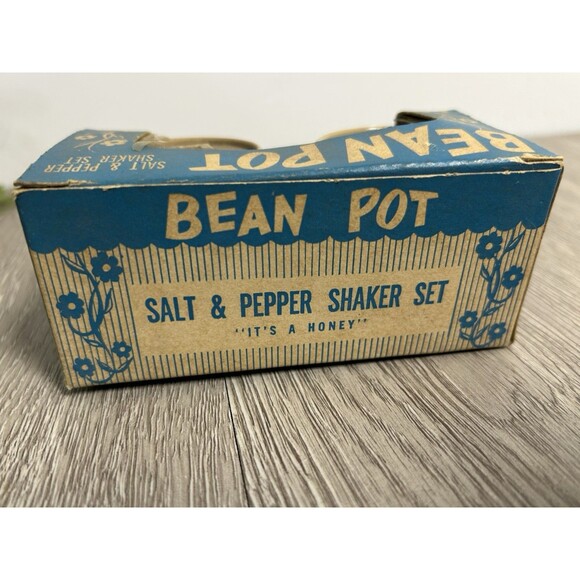 BEAN POT
SALT & PEPPER
SHAKER SET
BEAN POT
SALT & PEPPER SHAKER SET
"IT'S A HONEY"